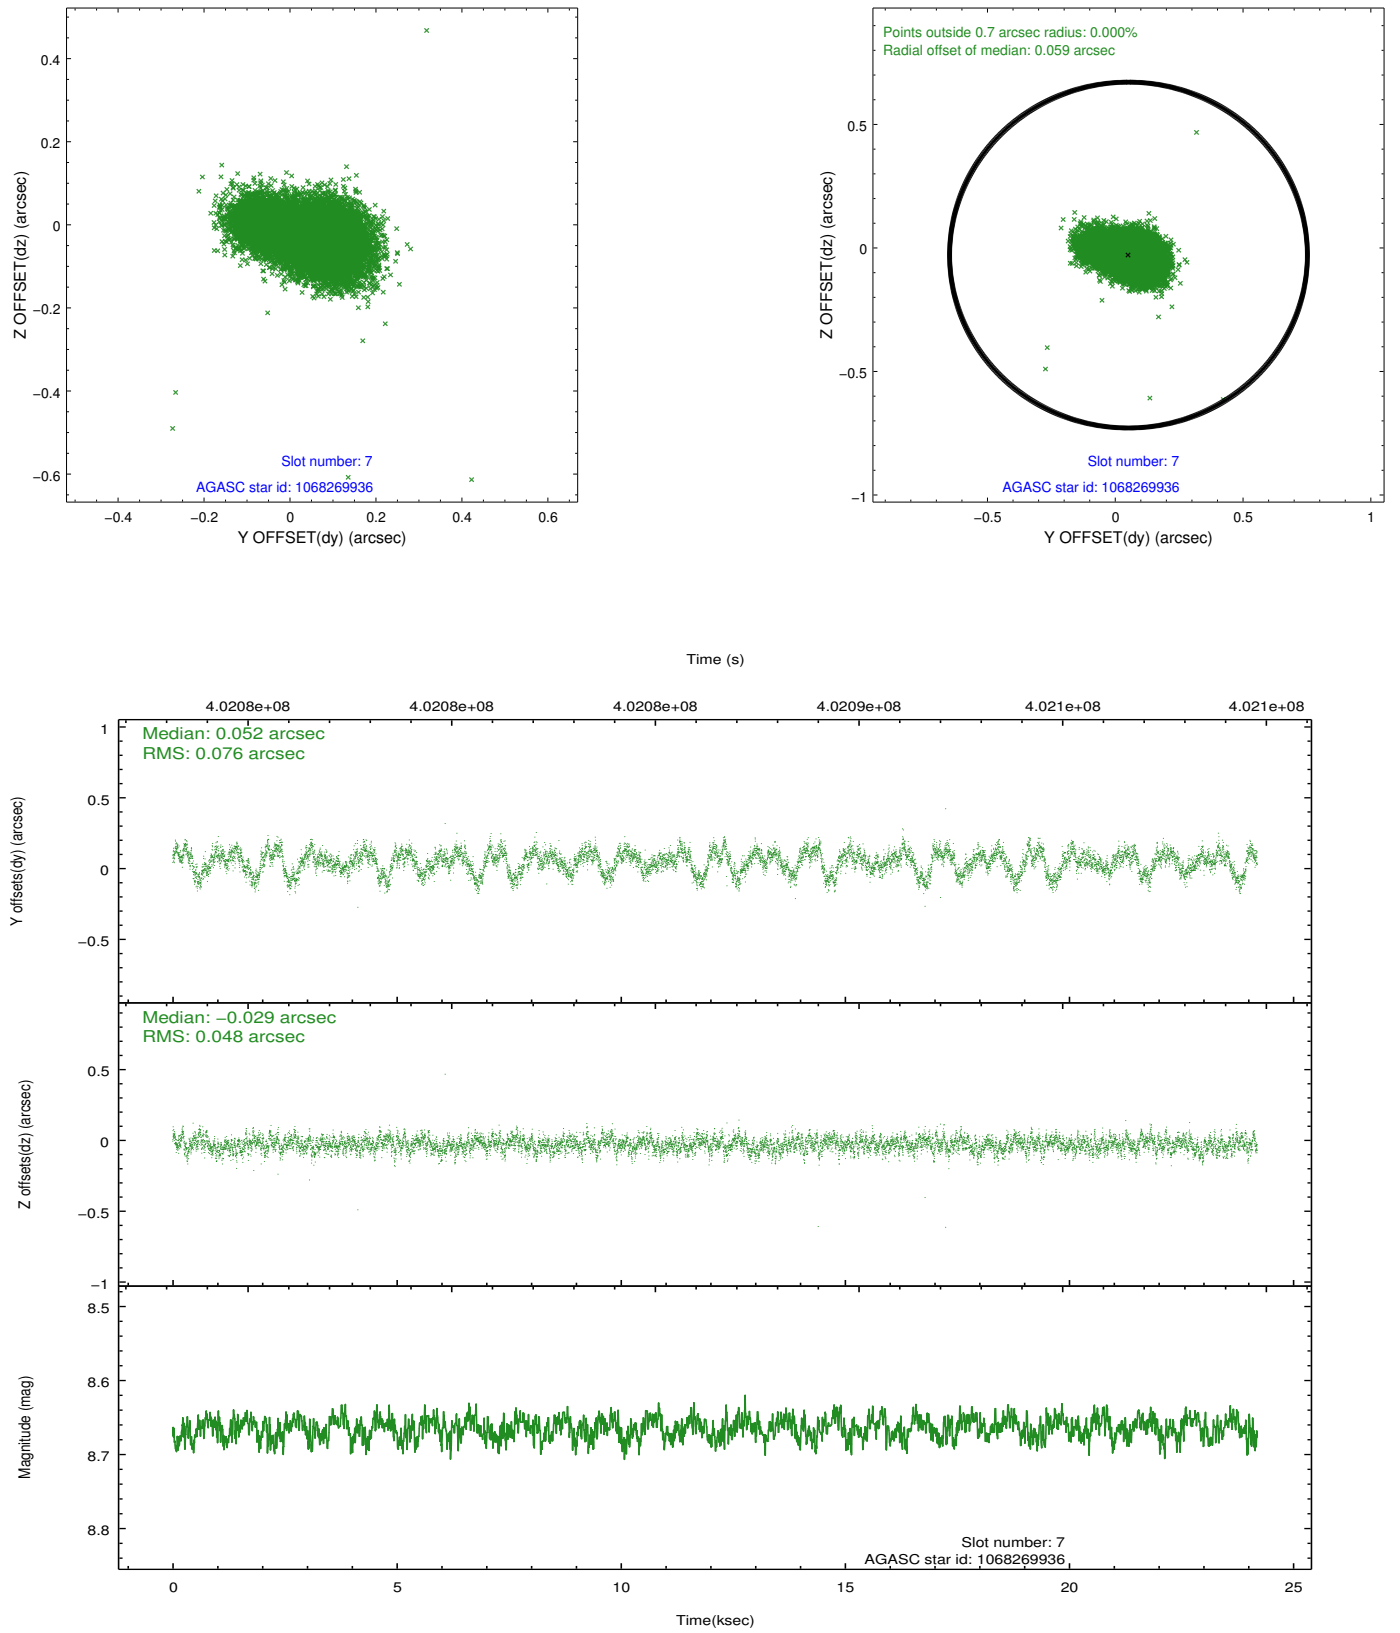 0.4
0.2
0
−0.2
−0.4
−0.6
Z OFFSET(dz) (arcsec)
Slot number: 7
AGASC star id: 1068269936
−0.4 −0.2 0 0.2 0.4 0.6
Y OFFSET(dy) (arcsec)
Points outside 0.7 arcsec radius: 0.000%
Radial offset of median: 0.059 arcsec
0.5
0
−0.5
−1
Z OFFSET(dz) (arcsec)
Slot number: 7
AGASC star id: 1068269936
−0.5 0 0.5 1
Y OFFSET(dy) (arcsec)
Time (s)
4.0208e+08 4.0208e+08 4.0208e+08 4.0209e+08 4.021e+08 4.021e+08
Median: 0.052 arcsec
RMS: 0.076 arcsec
1
0.5
0
−0.5
Y offsets(dy) (arcsec)
Median: −0.029 arcsec
RMS: 0.048 arcsec
0.5
0
−0.5
−1
Z offsets(dz) (arcsec)
8.5
8.6
8.7
8.8
Magnitude (mag)
Slot number: 7
AGASC star id: 1068269936
0 5 10 15 20 25
Time(ksec)